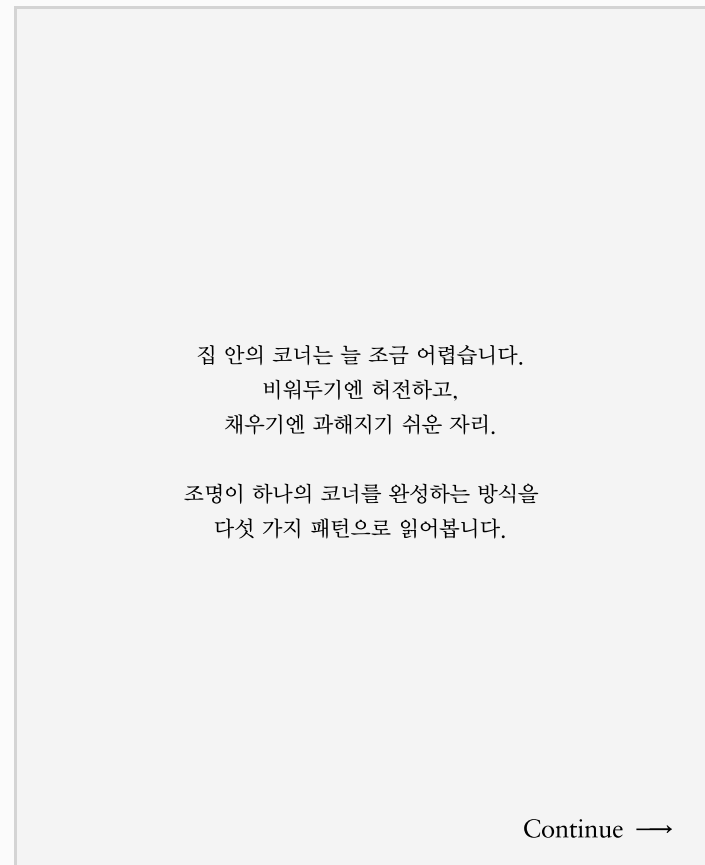 집 안의 코너는 늘 조금 어렵습니다.
비워두기엔 허전하고,
채우기엔 과해지기 쉬운 자리.
조명이 하나의 코너를 완성하는 방식을
다섯 가지 패턴으로 읽어봅니다.
Continue →